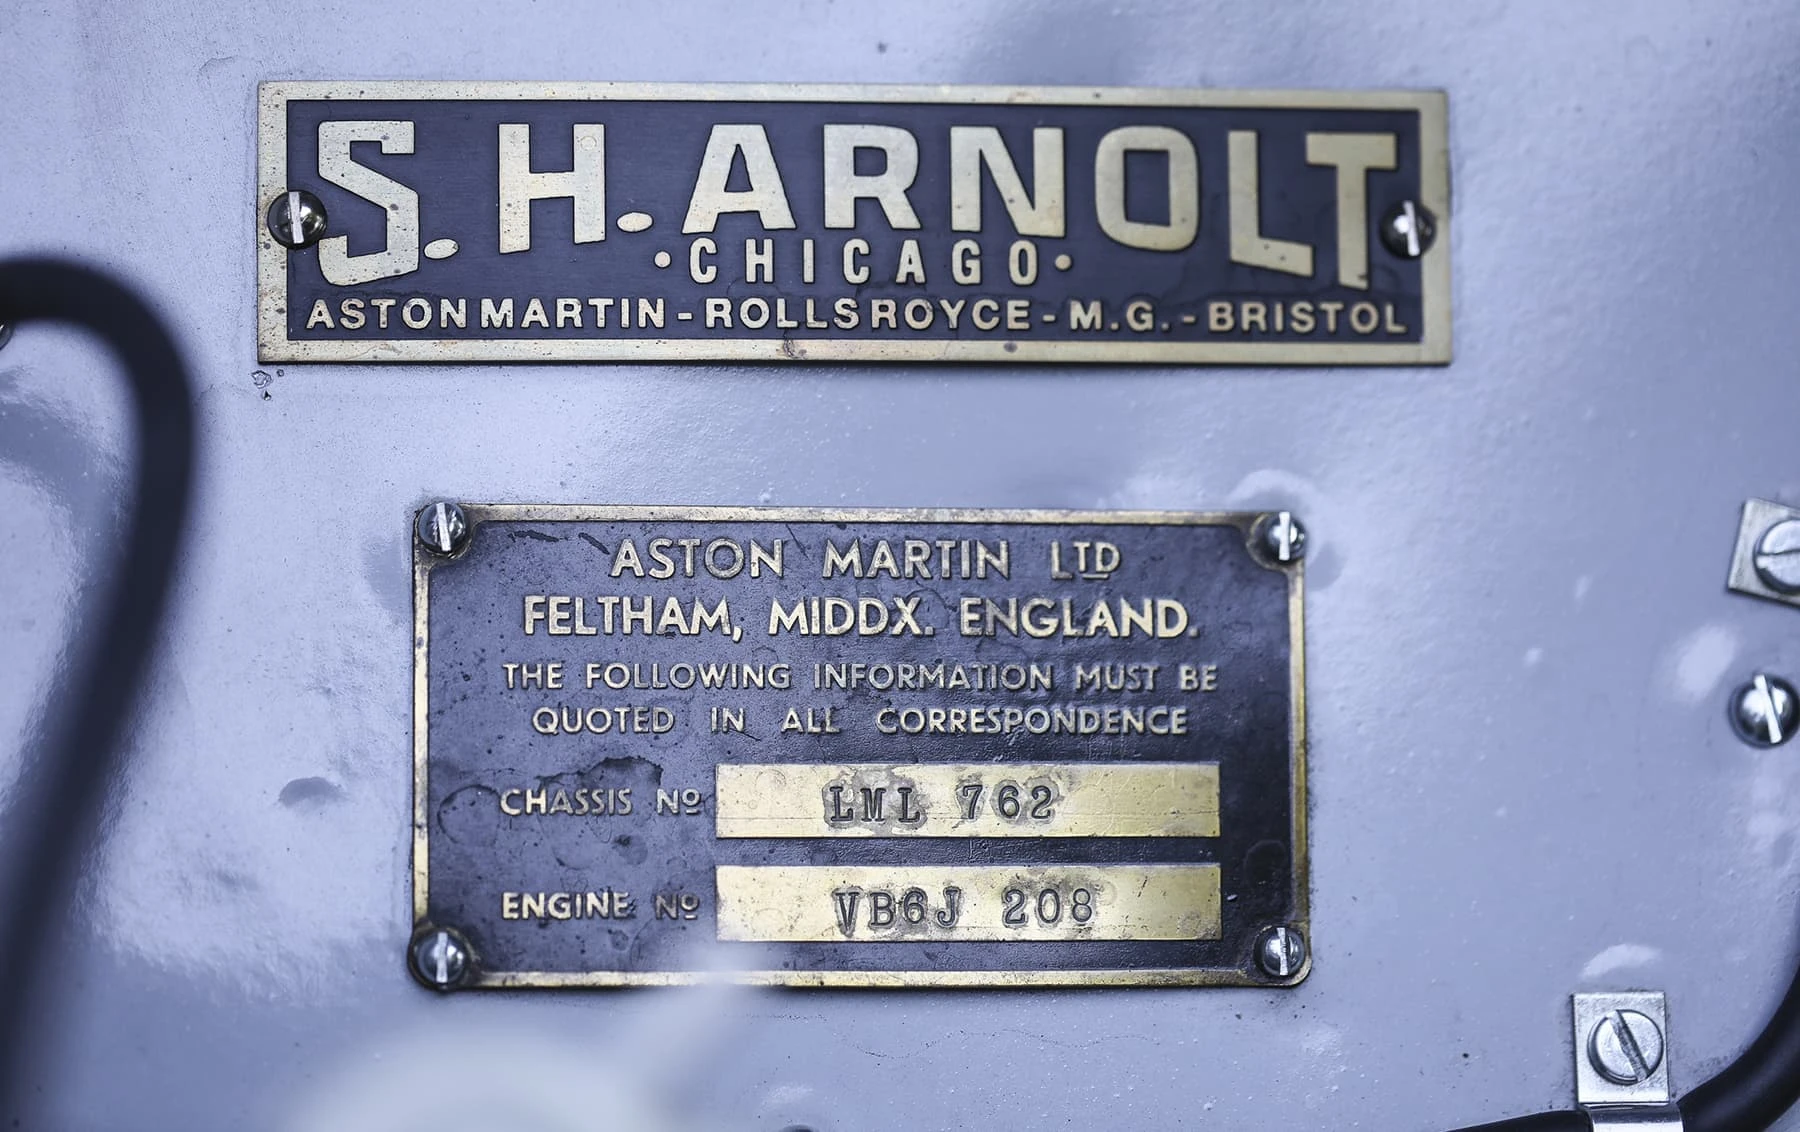 S. H. ARNOLT
•CHICAGO•
ASTON MARTIN - ROLLS ROYCE - M.G. - BRISTOL
ASTON MARTIN LTD
FELTHAM, MIDDX. ENGLAND.
THE FOLLOWING INFORMATION MUST BE
QUOTED IN ALL CORRESPONDENCE
CHASSIS Nº LML 762
ENGINE Nº VB6J 208